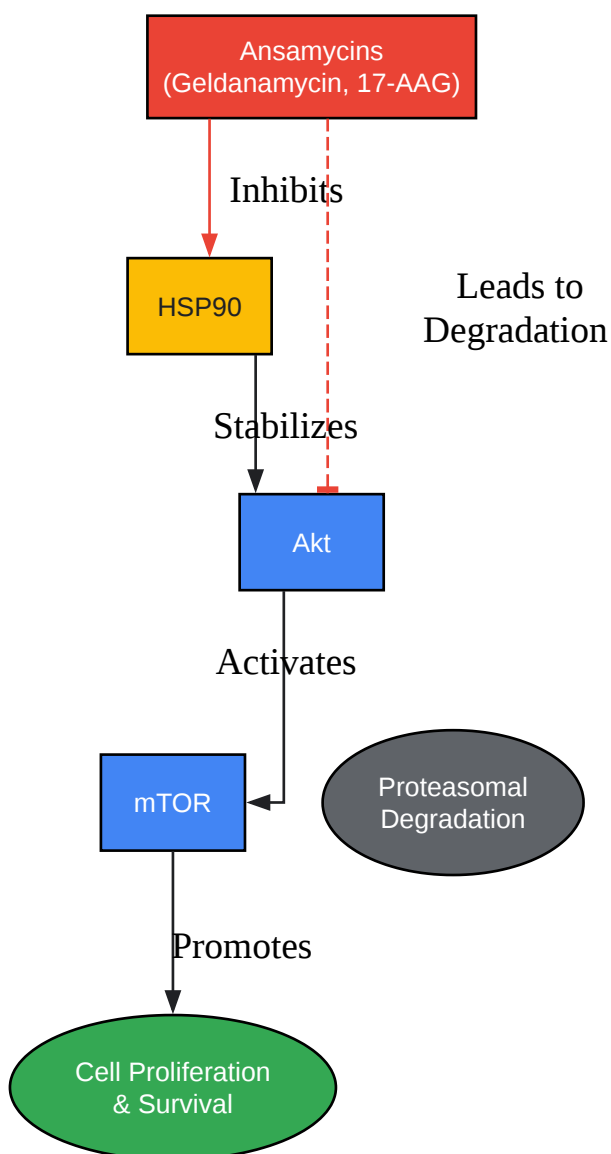 Ansamycins
(Geldanamycin, 17-AAG)
Inhibits
HSP90
Leads to
Degradation
Stabilizes
Akt
Activates
mTOR
Proteasomal
Degradation
Promotes
Cell Proliferation
& Survival